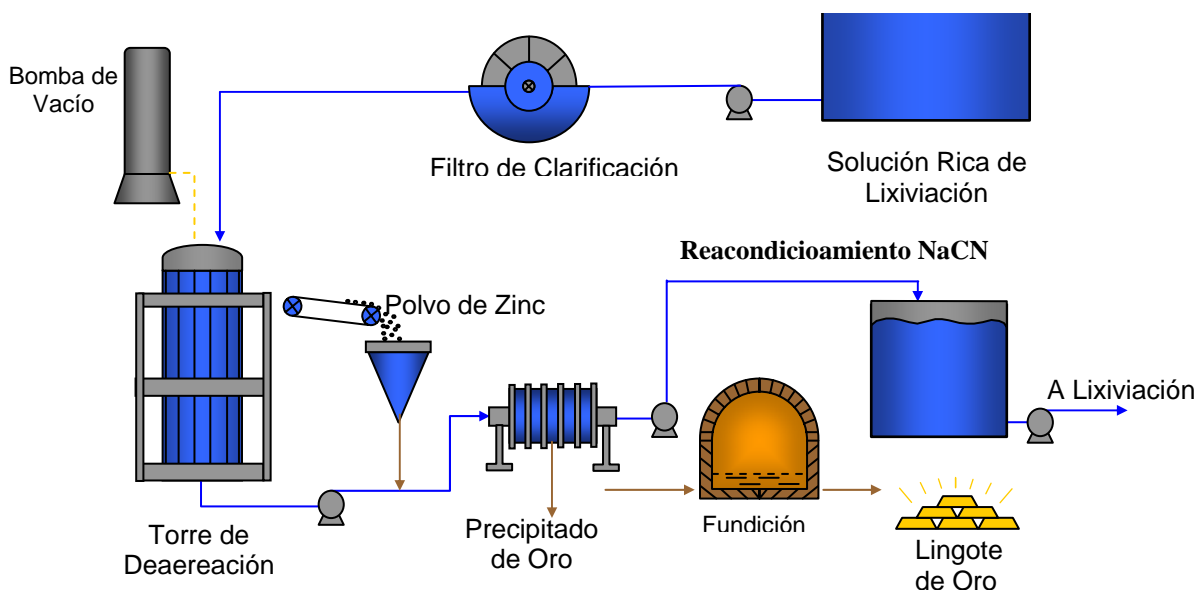 Bomba de
Vacío
Filtro de Clarificación
Solución Rica de
Lixiviación
Reacondicioamiento NaCN
Polvo de Zinc
A Lixiviación
Torre de
Deaereación
Precipitado
de Oro
Fundición
Lingote
de Oro